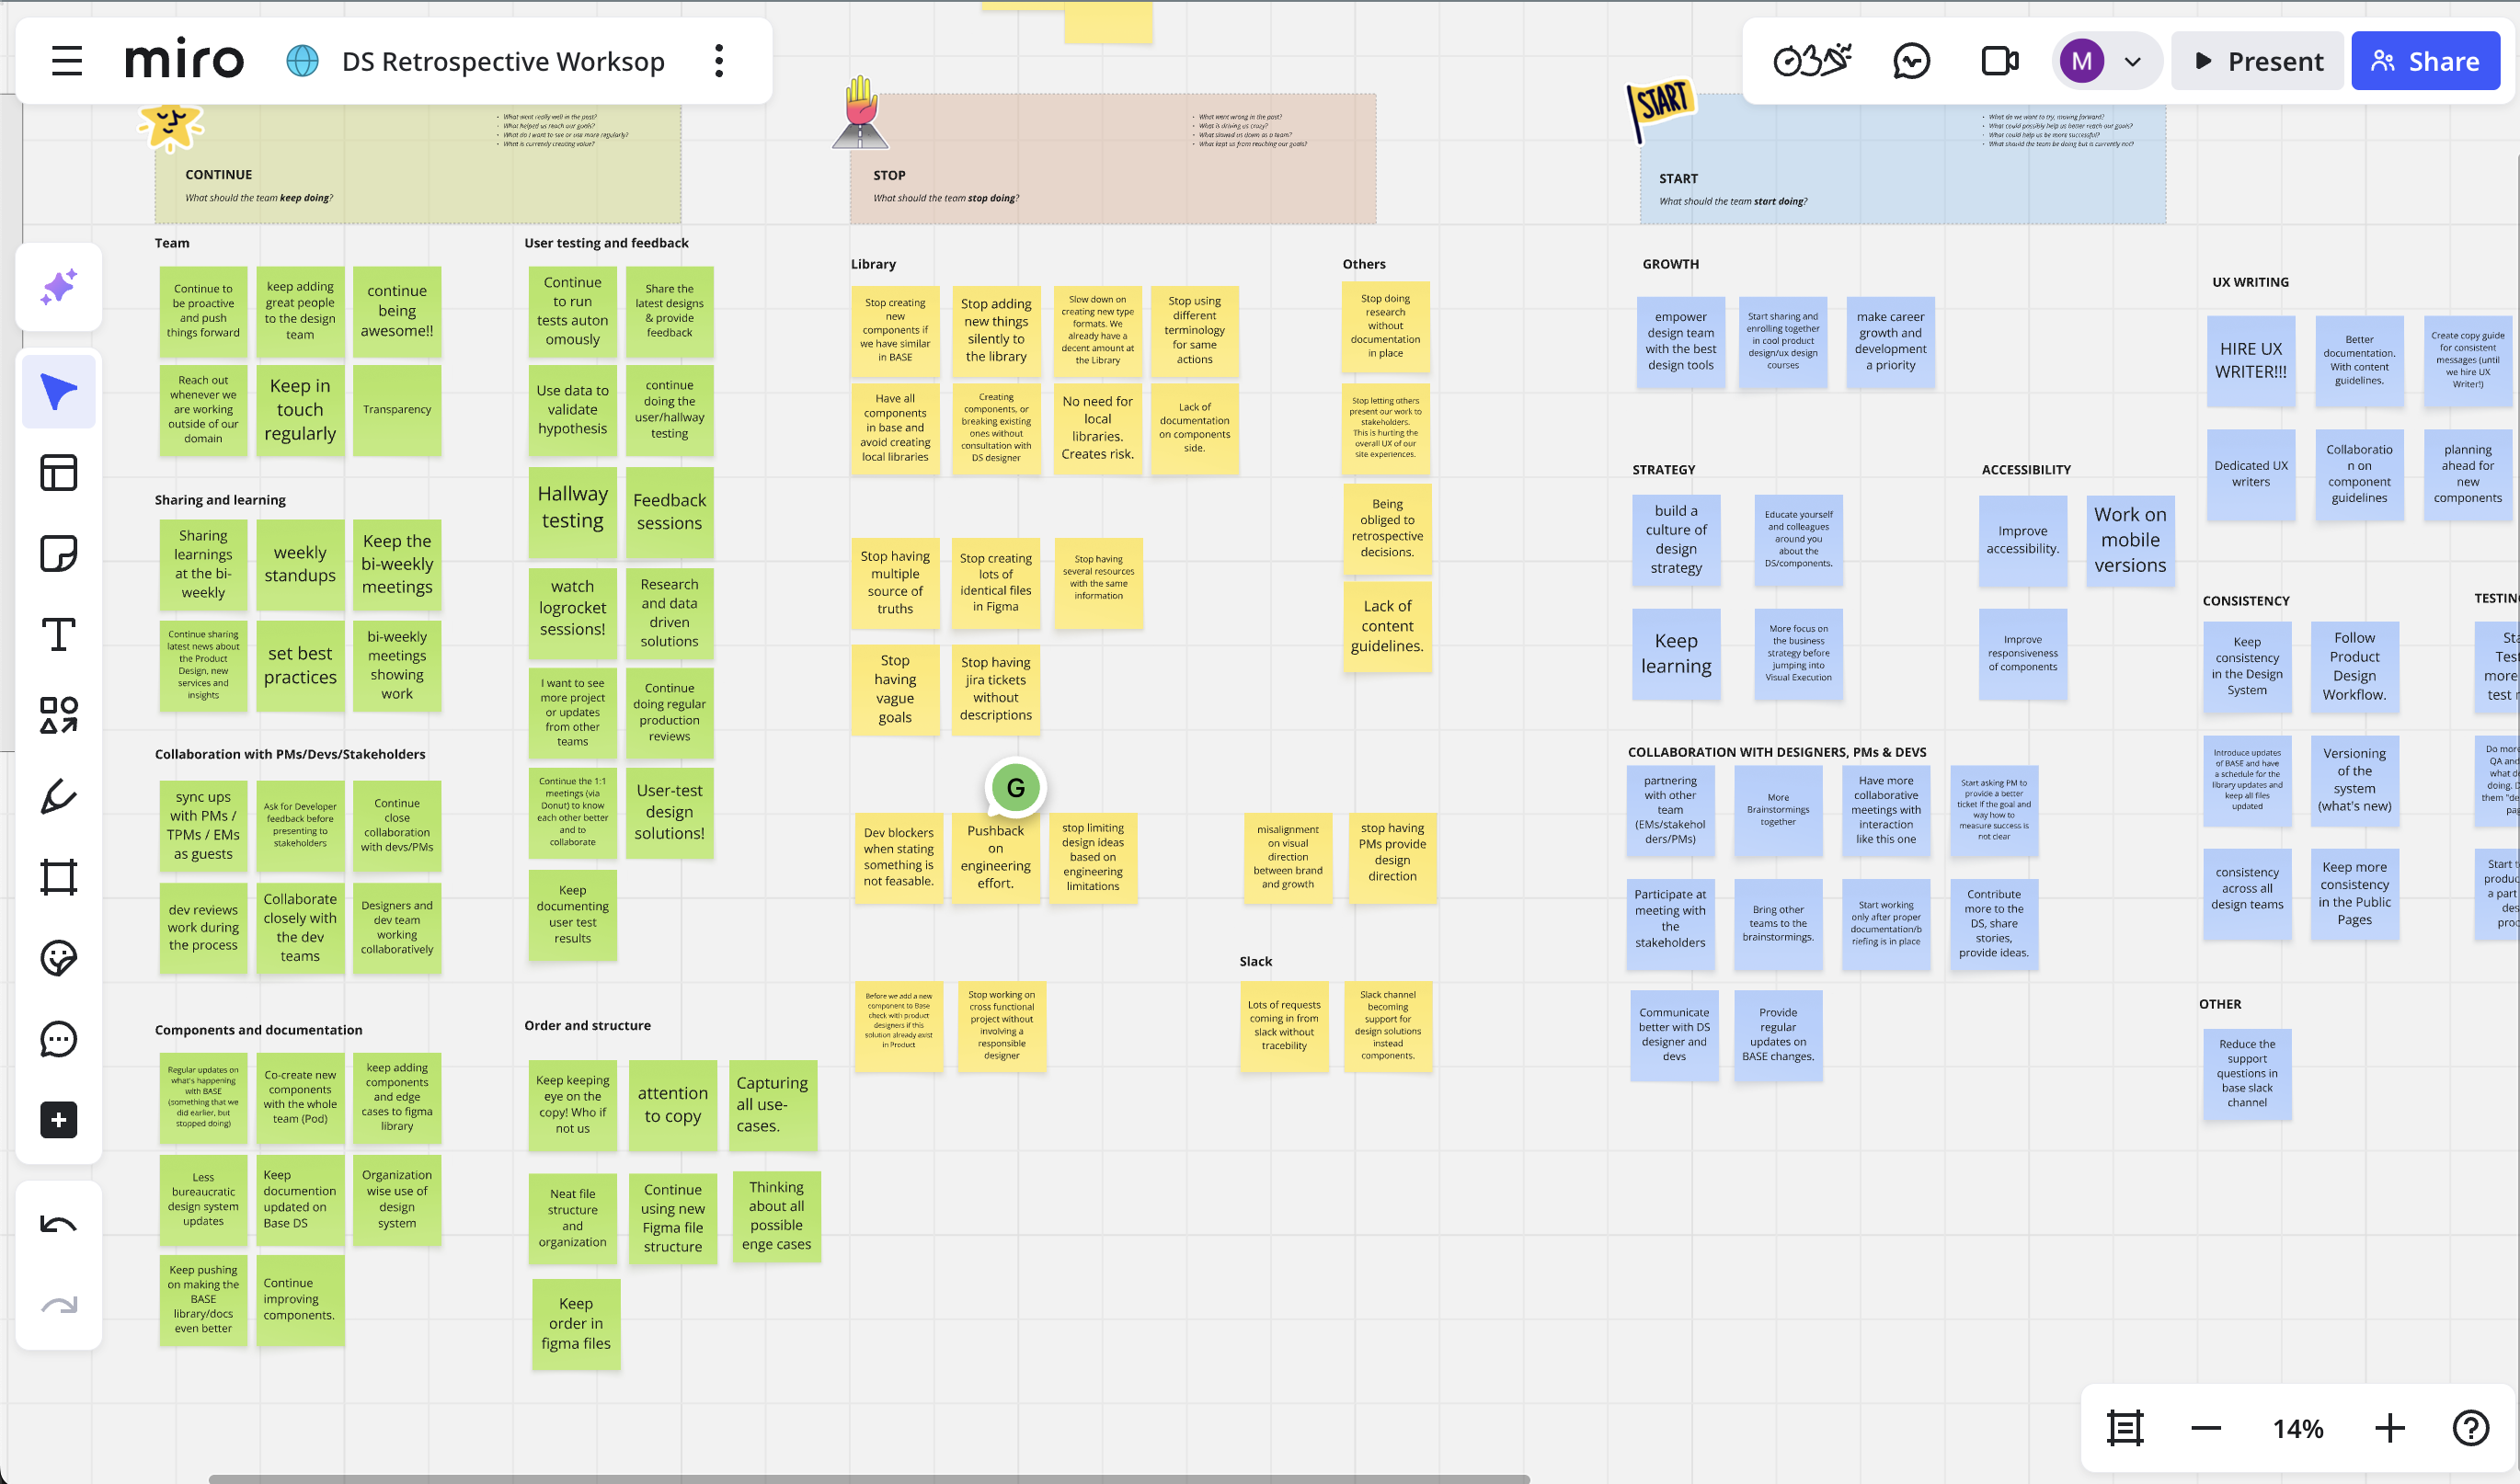 miro
DS Retrospective Worksop
Present
Share
M
CONTINUE
What should the team keep doing?
What went really well in the past?
What helped us reach our goals?
What do I want to see or use more regularly?
What is currently creating value?
Team
Continue to
be proactive
and push
things forward
keep adding
great people
to the design
team
continue
being
awesome!!
Reach out
whenever we
are working
outside of our
domain
Keep in
touch
regularly
Transparency
Sharing and learning
Sharing
learnings
at the bi-
weekly
weekly
standups
Keep the
bi-weekly
meetings
Continue sharing
latest news about
the Product
Design, new
services and
insights
set best
practices
bi-weekly
meetings
showing
work
Collaboration with PMs/Devs/Stakeholders
sync ups
with PMs /
TPMs / EMs
as guests
Ask for Developer
feedback before
presenting to
stakeholders
Continue
close
collaboration
with devs/PMs
dev reviews
work during
the process
Collaborate
closely with
the dev
teams
Designers and
dev team
working
collaboratively
Components and documentation
Regular updates on
what's happening
with BASE
(something that we
did earlier, but
stopped doing)
Co-create new
components
with the whole
team (Pod)
keep adding
components
and edge
cases to figma
library
Less
bureaucratic
design system
updates
Keep
documention
updated on
Base DS
Organization
wise use of
design
system
Keep pushing
on making the
BASE
library/docs
even better
Continue
improving
components.
User testing and feedback
Continue
to run
tests auton
omously
Share the
latest designs
& provide
feedback
Use data to
validate
hypothesis
continue
doing the
user/hallway
testing
Hallway
testing
Feedback
sessions
watch
logrocket
sessions!
Research
and data
driven
solutions
I want to see
more project
or updates
from other
teams
Continue
doing regular
production
reviews
Continue the 1:1
meetings (via
Donut) to know
each other better
and to
collaborate
User-test
design
solutions!
Keep
documenting
user test
results
Order and structure
Keep keeping
eye on the
copy! Who if
not us
attention
to copy
Capturing
all use-
cases.
Neat file
structure
and
organization
Continue
using new
Figma file
structure
Thinking
about all
possible
enge cases
Keep
order in
figma files
STOP
What should the team stop doing?
What went wrong in the past?
What is driving us crazy?
What slowed us down as a team?
What kept us from reaching our goals?
Library
Stop creating
new
components if
we have similar
in BASE
Stop adding
new things
silently to
the library
Slow down on
creating new type
formats. We
already have a
decent amount at
the Library
Stop using
different
terminology
for same
actions
Have all
components
in base and
avoid creating
local libraries
Creating
components, or
breaking existing
ones without
consultation with
DS designer
No need for
local
libraries.
Creates risk.
Lack of
documentation
on components
side.
Stop having
multiple
source of
truths
Stop creating
lots of
identical files
in Figma
Stop having
several resources
with the same
information
Stop
having
vague
goals
Stop having
jira tickets
without
descriptions
G
Dev blockers
when stating
something is
not feasable.
Pushback
on
engineering
effort.
stop limiting
design ideas
based on
engineering
limitations
misalignment
on visual
direction
between brand
and growth
stop having
PMs provide
design
direction
Before we add a new
component to Base
check with product
designers if this
solution already exist
in Product
Stop working on
cross functional
project without
involving a
responsible
designer
Slack
Lots of requests
coming in from
slack without
tracebility
Slack channel
becoming
support for
design solutions
instead
components.
Others
Stop doing
research
without
documentation
in place
Stop letting others
present our work to
stakeholders.
This is hurting the
overall UX of our
site experiences.
Being
obliged to
retrospective
decisions.
Lack of
content
guidelines.
START
START
What should the team start doing?
What do we want to try, moving forward?
What could possibly help us better reach our goals?
What could help us be more successful?
What should the team be doing but is currently not?
GROWTH
empower
design team
with the best
design tools
Start sharing and
enrolling together
in cool product
design/ux design
courses
make career
growth and
development
a priority
STRATEGY
build a
culture of
design
strategy
Educate yourself
and colleagues
around you
about the
DS/components.
Keep
learning
More focus on
the business
strategy before
jumping into
Visual Execution
ACCESSIBILITY
Improve
accessibility.
Work on
mobile
versions
Improve
responsiveness
of components
COLLABORATION WITH DESIGNERS, PMs & DEVS
partnering
with other
team
(EMs/stakehol
ders/PMs)
More
Brainstormings
together
Have more
collaborative
meetings with
interaction
like this one
Start asking PM to
provide a better
ticket if the goal and
way how to
measure success is
not clear
Participate at
meeting with
the
stakeholders
Bring other
teams to the
brainstormings.
Start working
only after proper
documentation/b
riefing is in place
Contribute
more to the
DS, share
stories,
provide ideas.
Communicate
better with DS
designer and
devs
Provide
regular
updates on
BASE changes.
UX WRITING
HIRE UX
WRITER!!!
Better
documentation.
With content
guidelines.
Create copy guide
for consistent
messages (until
we hire UX
Writer!)
Dedicated UX
writers
Collaboratio
n on
component
guidelines
planning
ahead for
new
components
CONSISTENCY
Keep
consistency
in the Design
System
Follow
Product
Design
Workflow.
Introduce updates
of BASE and have
a schedule for the
library updates and
keep all files
updated
Versioning
of the
system
(what's new)
consistency
across all
design teams
Keep more
consistency
in the Public
Pages
OTHER
Reduce the
support
questions in
base slack
channel
more
QA and
a part
14%